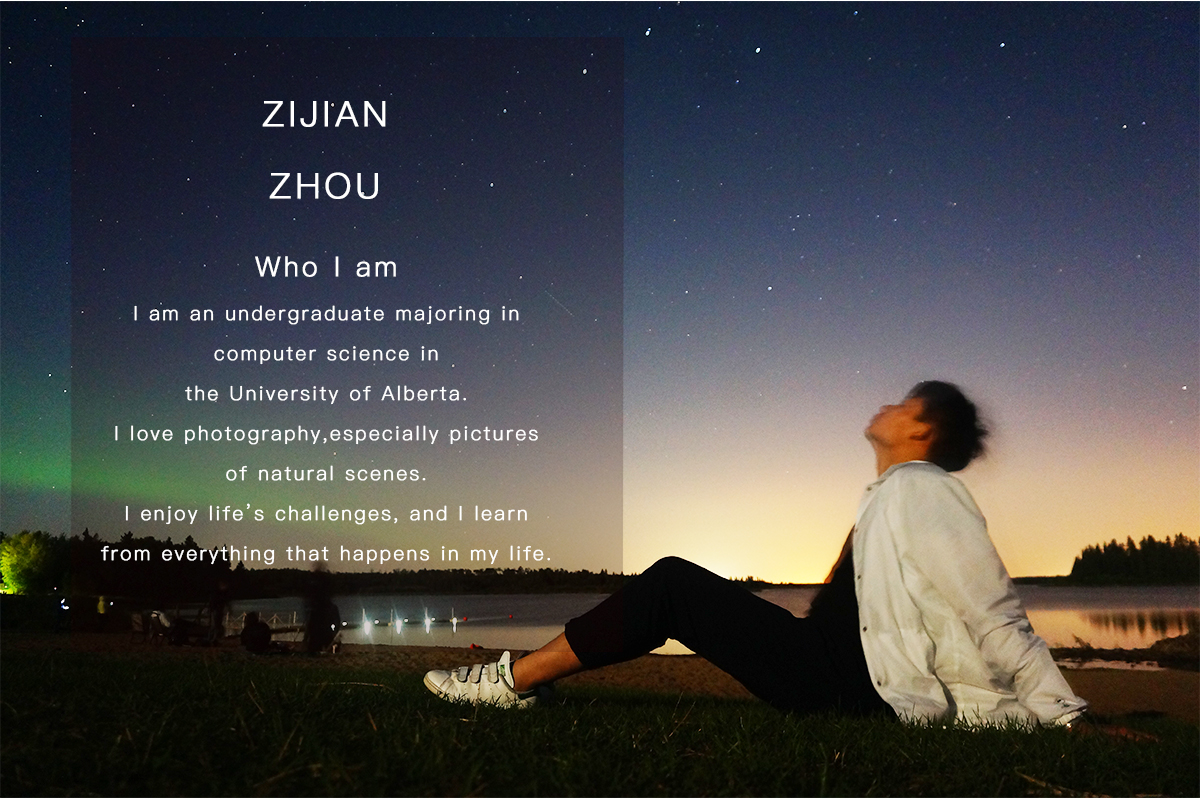 ZIJIAN
ZHOU
Who I am
I am an undergraduate majoring in
computer science in
the University of Alberta.
I love photography,especially pictures
of natural scenes.
I enjoy life’s challenges, and I learn
from everything that happens in my life.